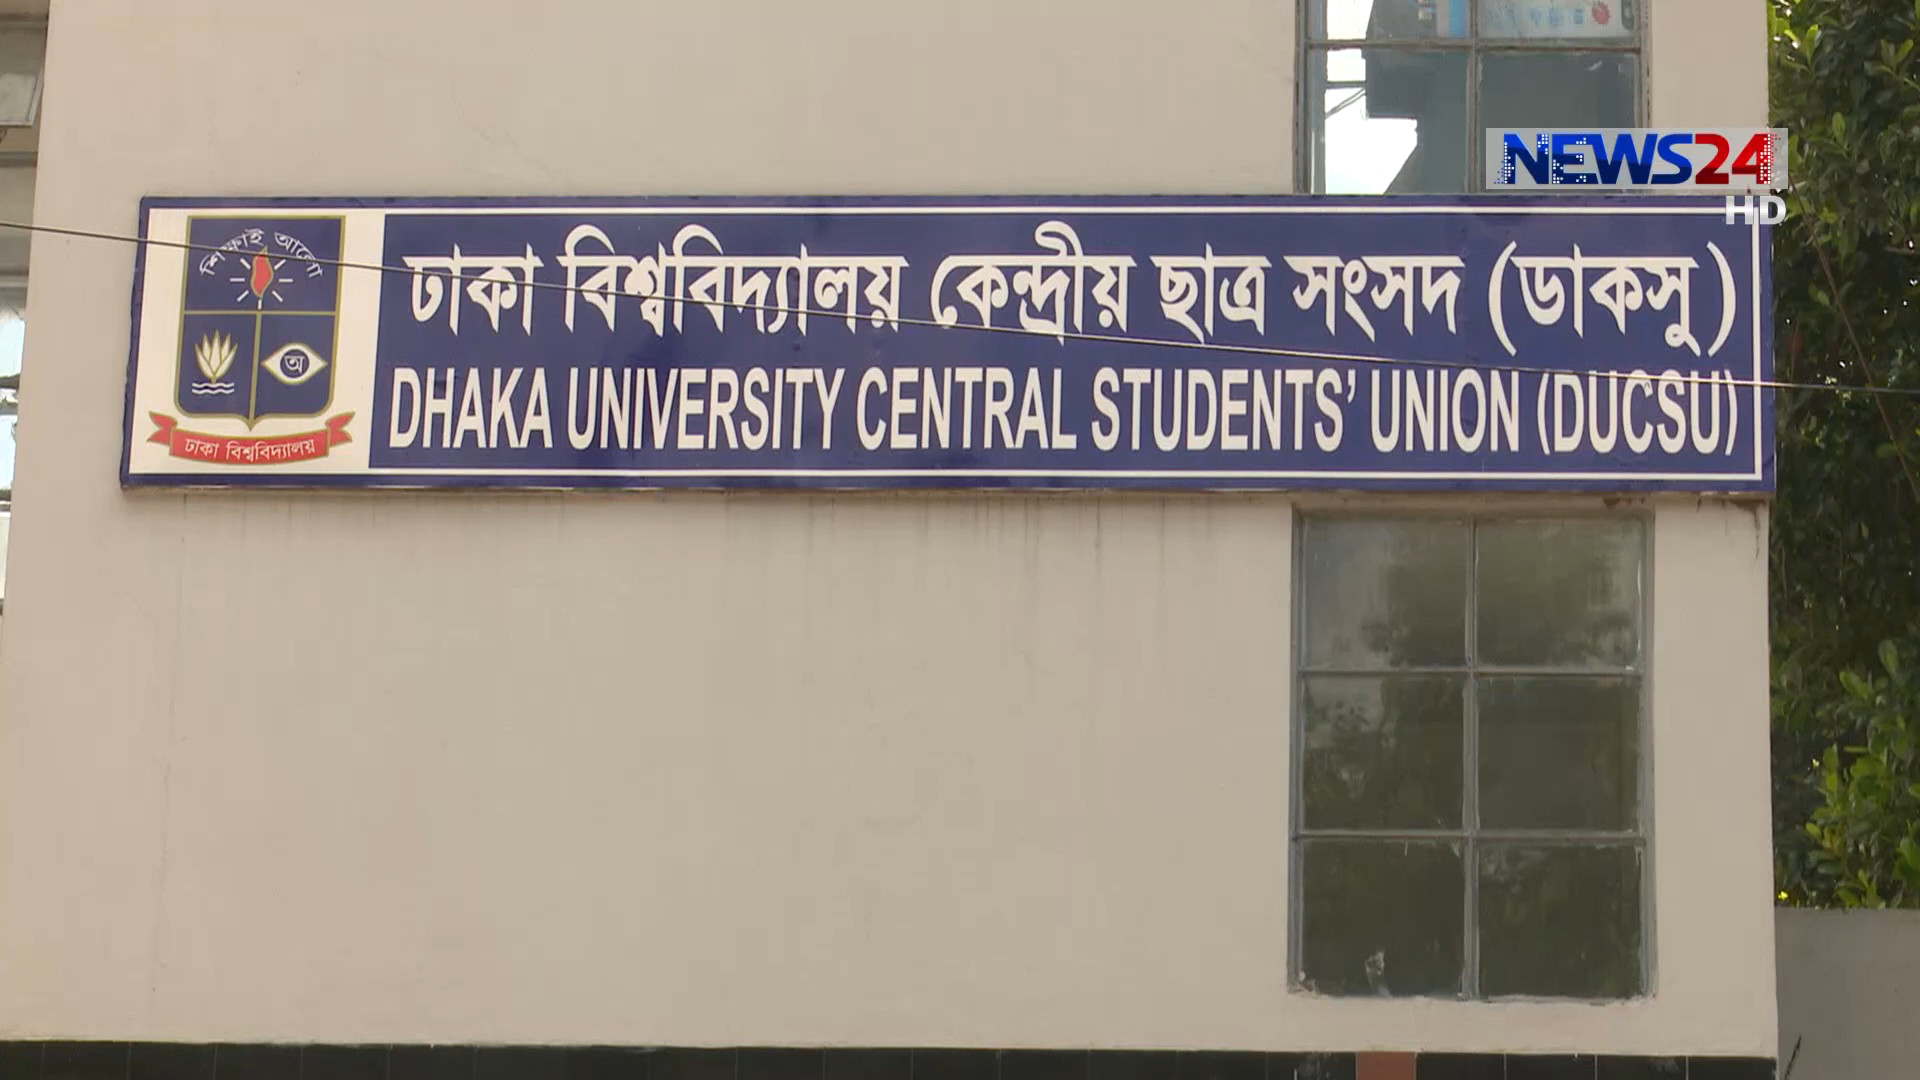 NEWS24
HD
ঢাকা বিশ্ববিদ্যালয় কেন্দ্রীয় ছাত্র সংসদ (ডাকসু)
DHAKA UNIVERSITY CENTRAL STUDENTS’ UNION (DUCSU)
শিক্ষাই আলো
অ
ঢাকা বিশ্ববিদ্যালয়